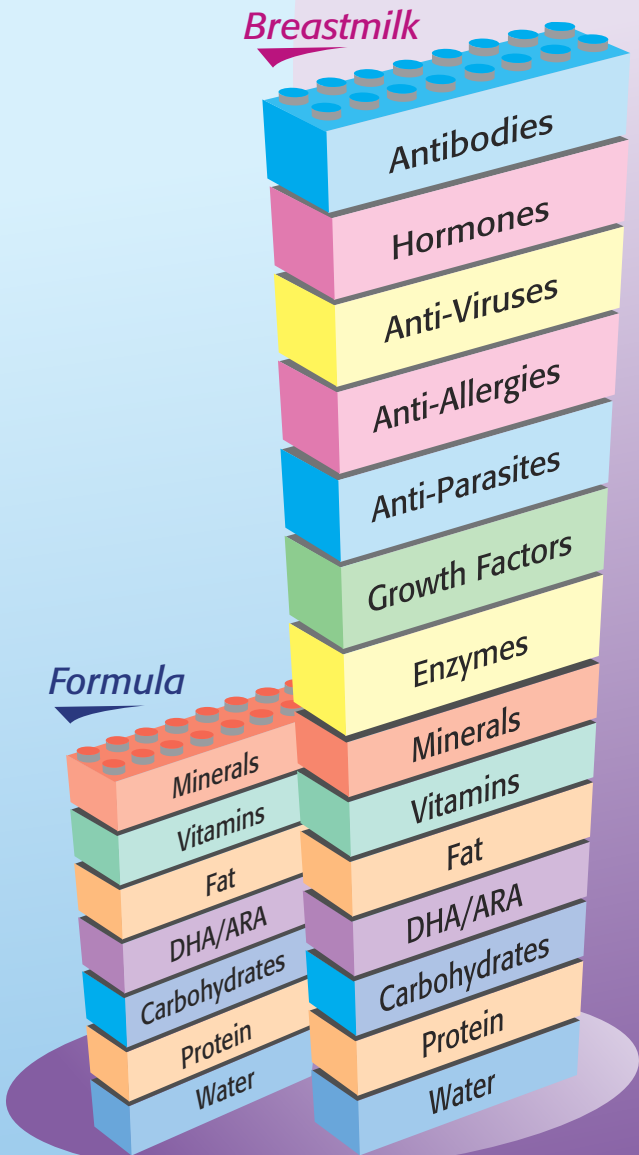 Breastmilk
Antibodies
Hormones
Anti-Viruses
Anti-Allergies
Anti-Parasites
Growth Factors
Enzymes
Minerals
Vitamins
Fat
DHA/ARA
Carbohydrates
Protein
Water
Formula
Minerals
Vitamins
Fat
DHA/ARA
Carbohydrates
Protein
Water